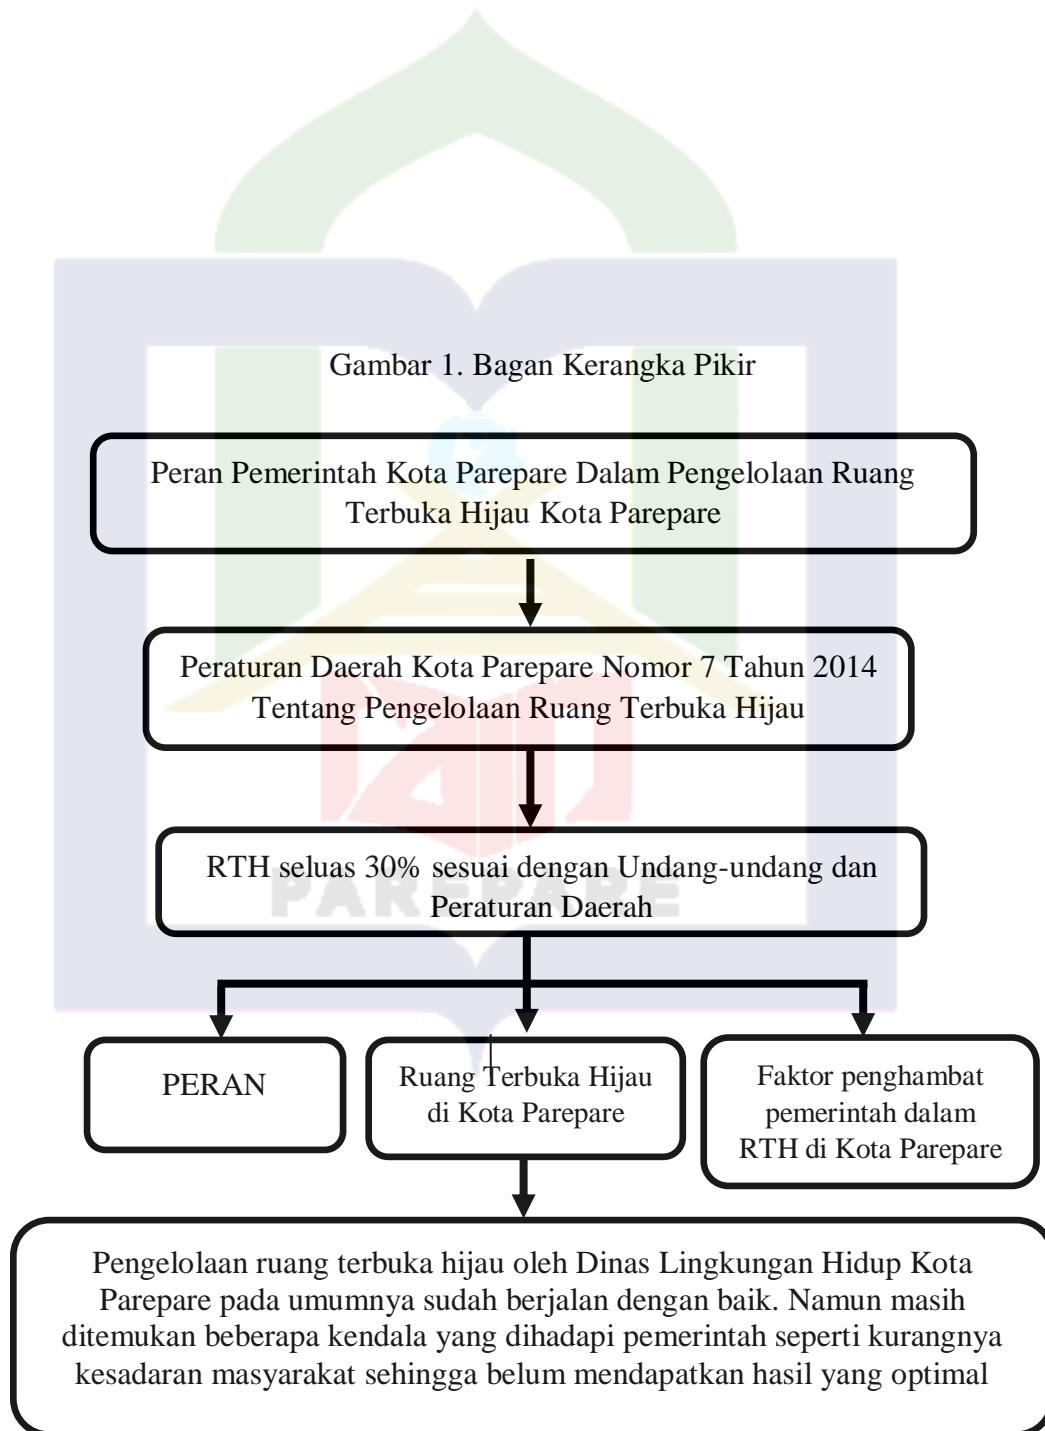 Gambar 1. Bagan Kerangka Pikir
Peran Pemerintah Kota Parepare Dalam Pengelolaan Ruang
Terbuka Hijau Kota Parepare
Peraturan Daerah Kota Parepare Nomor 7 Tahun 2014
Tentang Pengelolaan Ruang Terbuka Hijau
RTH seluas 30% sesuai dengan Undang-undang dan
Peraturan Daerah
PAREPARE
PERAN
Ruang Terbuka Hijau
di Kota Parepare
Faktor penghambat
pemerintah dalam
RTH di Kota Parepare
Pengelolaan ruang terbuka hijau oleh Dinas Lingkungan Hidup Kota
Parepare pada umumnya sudah berjalan dengan baik. Namun masih
ditemukan beberapa kendala yang dihadapi pemerintah seperti kurangnya
kesadaran masyarakat sehingga belum mendapatkan hasil yang optimal